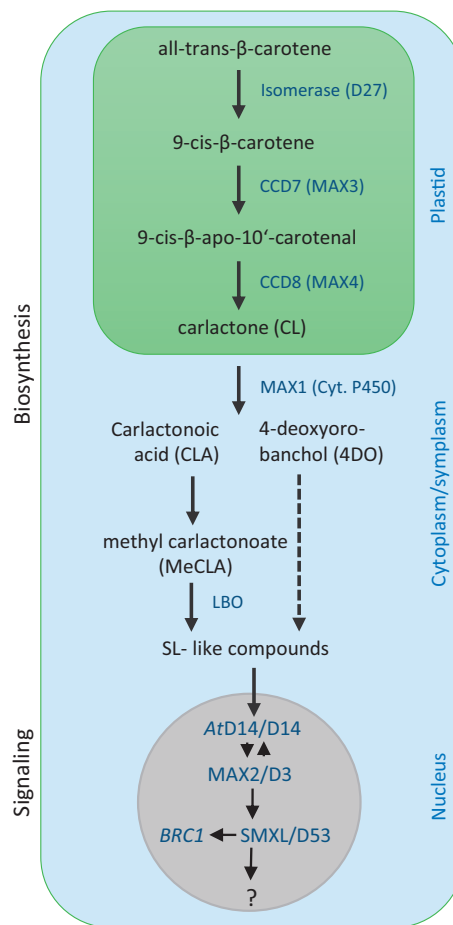 all-trans-β-carotene
Isomerase (D27)
9-cis-β-carotene
CCD7 (MAX3)
9-cis-β-apo-10‘-carotenal
CCD8 (MAX4)
carlactone (CL)
Plastid
Biosynthesis
MAX1 (Cyt. P450)
Carlactonoic
acid (CLA)
4-deoxyoro-
banchol (4DO)
methyl carlactonoate
(MeCLA)
LBO
SL- like compounds
Cytoplasm/symplasm
Signaling
AtD14/D14
MAX2/D3
BRC1
SMXL/D53
?
Nucleus